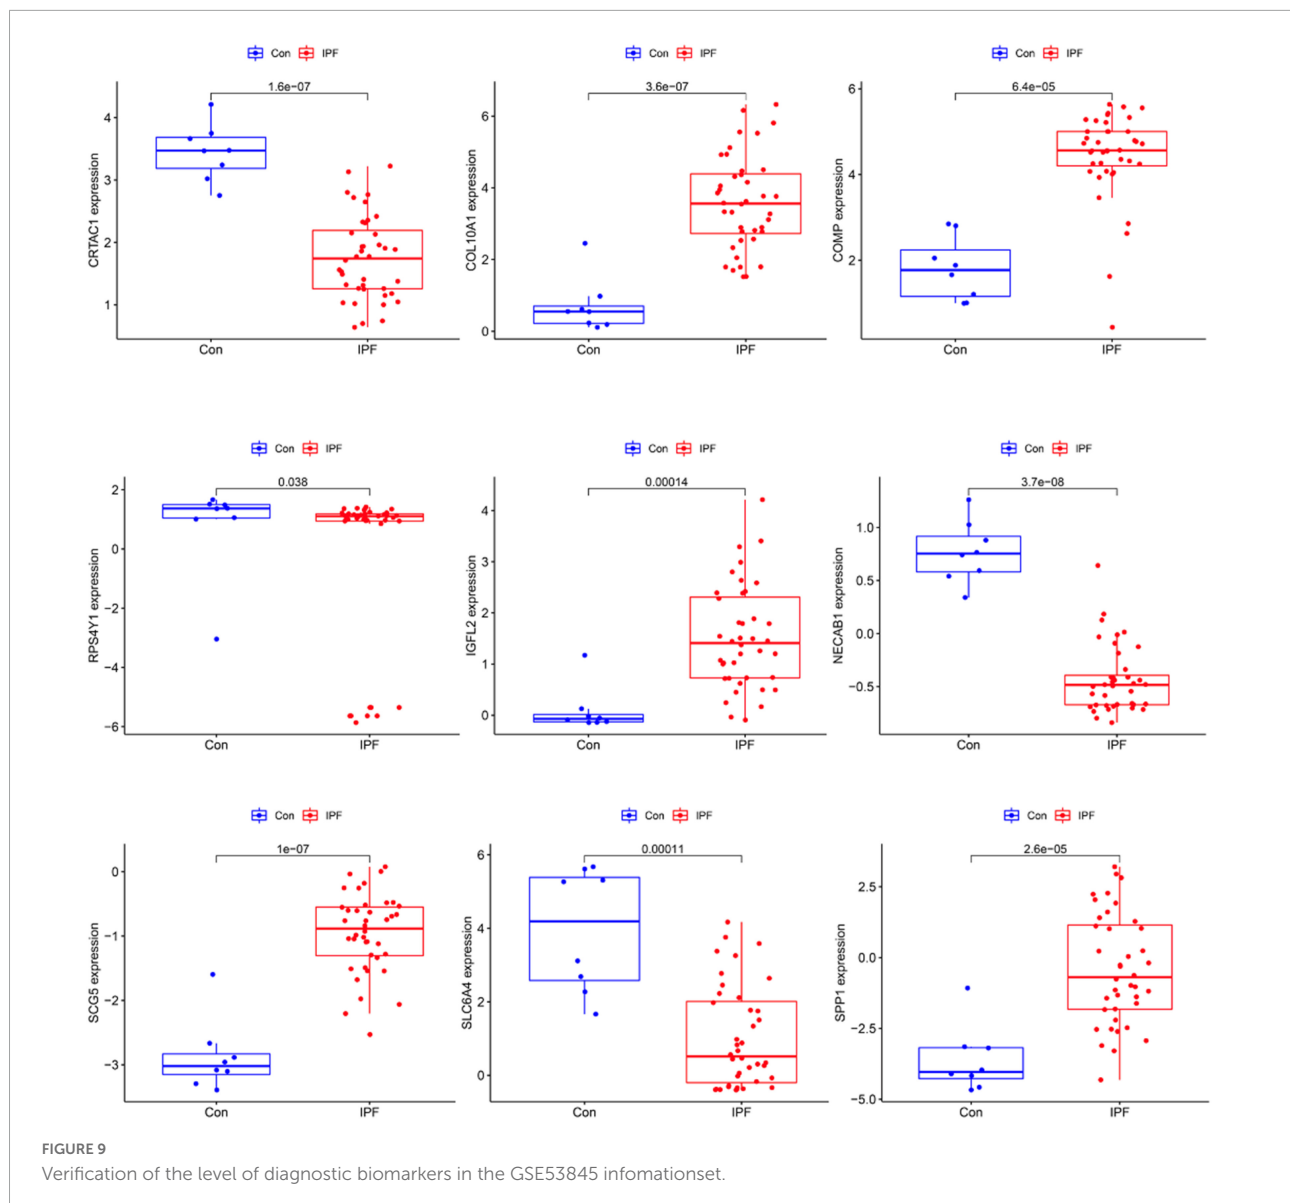 Con IPF
1.6e−07
CRTAC1 expression
4
3
2
1
Con IPF
Con IPF
3.6e−07
COL10A1 expression
6
4
2
0
Con IPF
Con IPF
6.4e−05
COMP expression
6
4
2
Con IPF
Con IPF
0.038
RPS4Y1 expression
2
0
−2
−4
−6
Con IPF
Con IPF
0.00014
IGFL2 expression
4
3
2
1
0
Con IPF
Con IPF
3.7e−08
NECAB1 expression
1.0
0.5
0.0
−0.5
Con IPF
Con IPF
1e−07
SCG5 expression
0
−1
−2
−3
Con IPF
Con IPF
0.00011
SLC6A4 expression
6
4
2
0
Con IPF
Con IPF
2.6e−05
SPP1 expression
2.5
0.0
−2.5
−5.0
Con IPF
FIGURE 9
Verification of the level of diagnostic biomarkers in the GSE53845 infomationset.